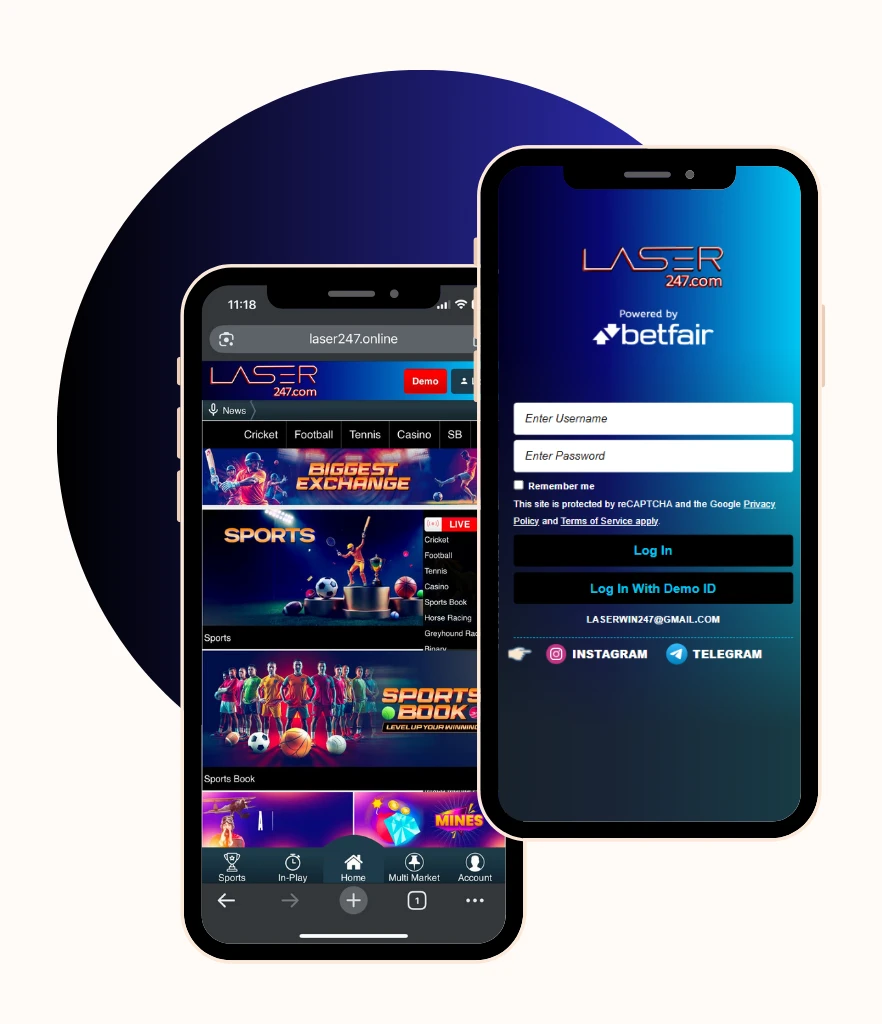 11:18
laser247.online
LASER
247.com
Demo
News
Cricket
Football
Tennis
Casino
SB
BIGGEST
EXCHANGE
SPORTS
LIVE
Cricket
Football
Tennis
Casino
Sports Book
Horse Racing
Greyhound Rac
Binary
Sports
SPORTS
BOOK
LEVEL UP YOUR WINNING
Sports Book
A
MINES
Sports
In-Play
Home
Multi Market
Account
1
LASER
247.com
Powered by
betfair
Enter Username
Enter Password
Remember me
This site is protected by reCAPTCHA and the Google Privacy
Policy and Terms of Service apply.
Log In
Log In With Demo ID
LASERWIN247@GMAIL.COM
INSTAGRAM
TELEGRAM